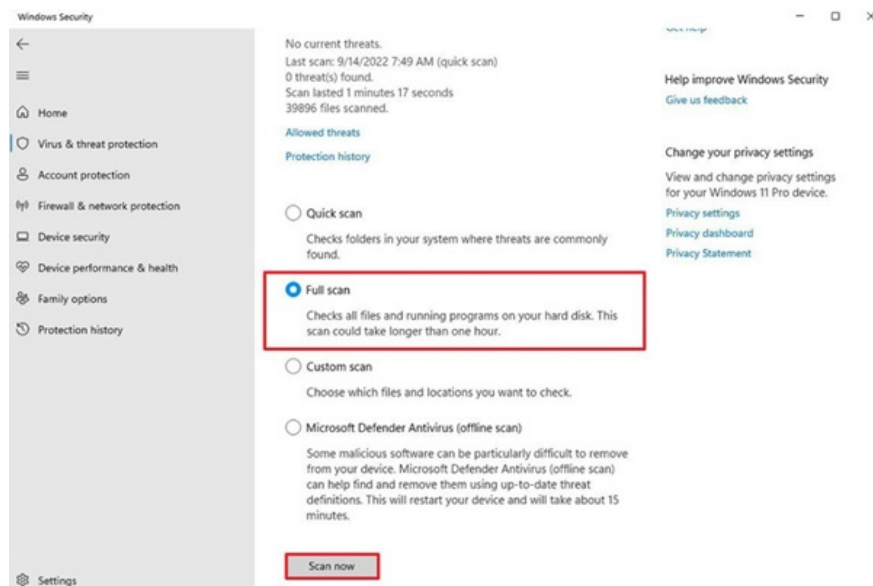 Windows Security
Home
Virus & threat protection
Account protection
Firewall & network protection
Device security
Device performance & health
Family options
Protection history
Settings
No current threats.
Last scan: 9/14/2022 7:49 AM (quick scan)
0 threat(s) found.
Scan lasted 1 minutes 17 seconds
39896 files scanned.
Allowed threats
Protection history
Quick scan
Checks folders in your system where threats are commonly
found.
Full scan
Checks all files and running programs on your hard disk. This
scan could take longer than one hour.
Custom scan
Choose which files and locations you want to check.
Microsoft Defender Antivirus (offline scan)
Some malicious software can be particularly difficult to remove
from your device. Microsoft Defender Antivirus (offline scan)
can help find and remove them using up-to-date threat
definitions. This will restart your device and will take about 15
minutes.
Scan now
Get help
Help improve Windows Security
Give us feedback
Change your privacy settings
View and change privacy settings
for your Windows 11 Pro device.
Privacy settings
Privacy dashboard
Privacy Statement